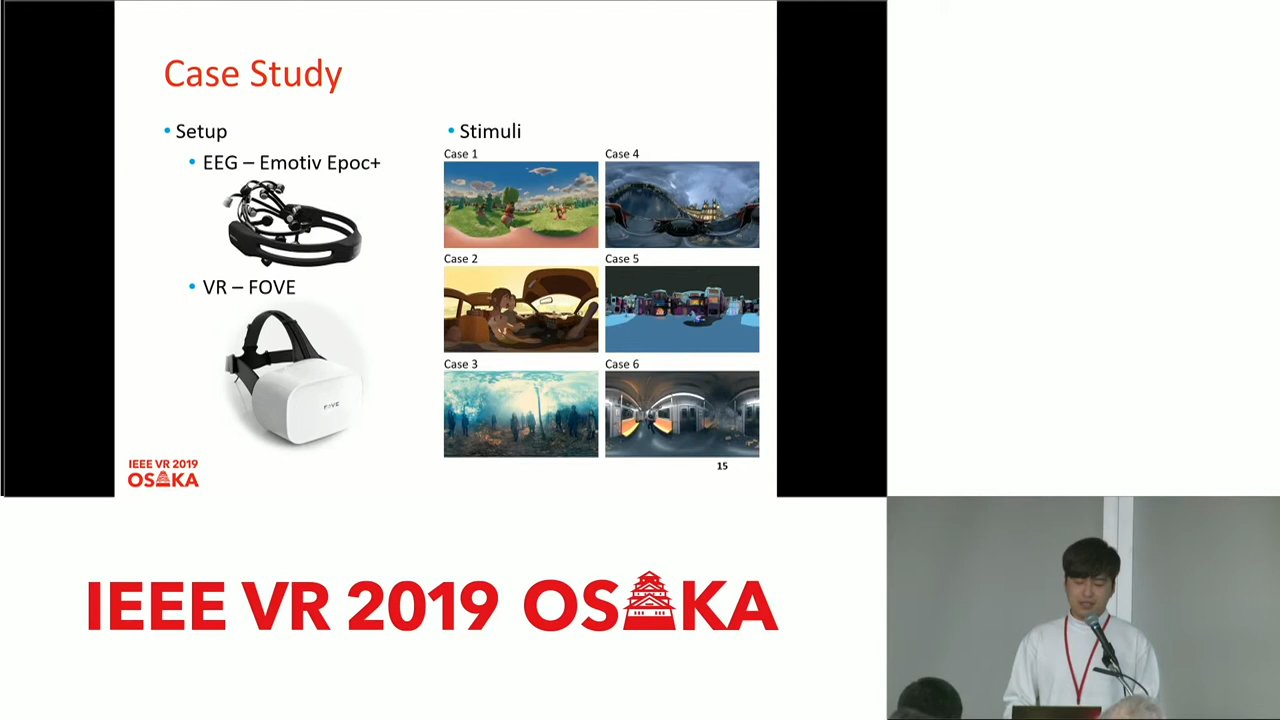 Case Study
• Setup
• EEG – Emotiv Epoc+
• VR – FOVE
FOVE
• Stimuli
Case 1
Case 4
Case 2
Case 5
Case 3
Case 6
IEEE VR 2019
OSAKA
15
IEEE VR 2019 OSAKA